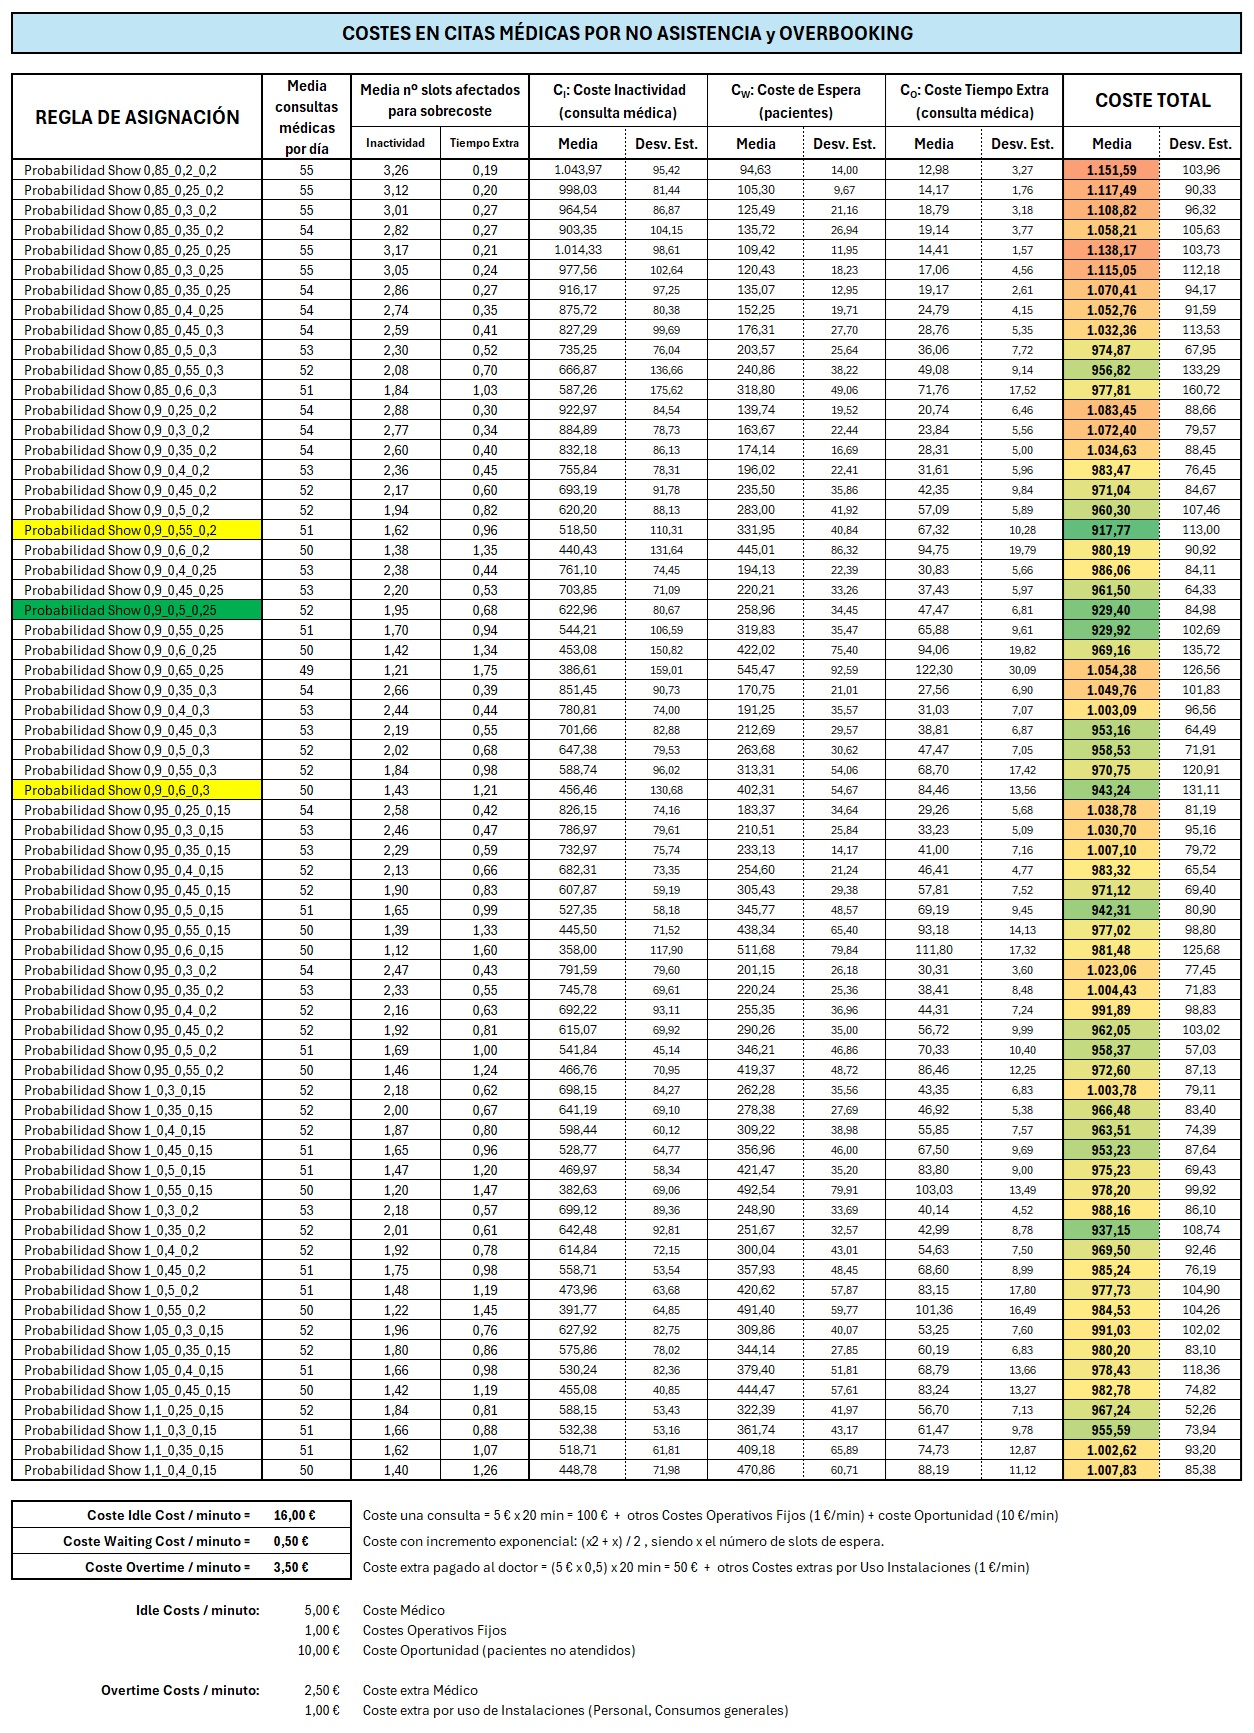 COSTES EN CITAS MÉDICAS POR NO ASISTENCIA y OVERBOOKING
REGLA DE ASIGNACIÓN Media consultas médicas por día Media nº slots afectados para sobrecoste C_I: Coste Inactividad (consulta médica) C_W: Coste de Espera (pacientes) C_O: Coste Tiempo Extra (consulta médica) COSTE TOTAL
Inactividad Tiempo Extra Media Desv. Est. Media Desv. Est. Media Desv. Est. Media Desv. Est.
Probabilidad Show 0,85_0,2_0,2 55 3,26 0,19 1.043,97 95,42 94,63 14,00 12,98 3,27 1.151,59 103,96
Probabilidad Show 0,85_0,25_0,2 55 3,12 0,20 998,03 81,44 105,30 9,67 14,17 1,76 1.117,49 90,33
Probabilidad Show 0,85_0,3_0,2 55 3,01 0,27 964,54 86,87 125,49 21,16 18,79 3,18 1.108,82 96,32
Probabilidad Show 0,85_0,35_0,2 54 2,82 0,27 903,35 104,15 135,72 26,94 19,14 3,77 1.058,21 105,63
Probabilidad Show 0,85_0,25_0,25 55 3,17 0,21 1.014,33 98,61 109,42 11,95 14,41 1,57 1.138,17 103,73
Probabilidad Show 0,85_0,3_0,25 55 3,05 0,24 977,56 102,64 120,43 18,23 17,06 4,56 1.115,05 112,18
Probabilidad Show 0,85_0,35_0,25 54 2,86 0,27 916,17 97,25 135,07 12,95 19,17 2,61 1.070,41 94,17
Probabilidad Show 0,85_0,4_0,25 54 2,74 0,35 875,72 80,38 152,25 19,71 24,79 4,15 1.052,76 91,59
Probabilidad Show 0,85_0,45_0,3 54 2,59 0,41 827,29 99,69 176,31 27,70 28,76 5,35 1.032,36 113,53
Probabilidad Show 0,85_0,5_0,3 53 2,30 0,52 735,25 76,04 203,57 25,64 36,06 7,72 974,87 67,95
Probabilidad Show 0,85_0,55_0,3 52 2,08 0,70 666,87 136,66 240,86 38,22 49,08 9,14 956,82 133,29
Probabilidad Show 0,85_0,6_0,3 51 1,84 1,03 587,26 175,62 318,80 49,06 71,76 17,52 977,81 160,72
Probabilidad Show 0,9_0,25_0,2 54 2,88 0,30 922,97 84,54 139,74 19,52 20,74 6,46 1.083,45 88,66
Probabilidad Show 0,9_0,3_0,2 54 2,77 0,34 884,89 78,73 163,67 22,44 23,84 5,56 1.072,40 79,57
Probabilidad Show 0,9_0,35_0,2 54 2,60 0,40 832,18 86,13 174,14 16,69 28,31 5,00 1.034,63 88,45
Probabilidad Show 0,9_0,4_0,2 53 2,36 0,45 755,84 78,31 196,02 22,41 31,61 5,96 983,47 76,45
Probabilidad Show 0,9_0,45_0,2 52 2,17 0,60 693,19 91,78 235,50 35,86 42,35 9,84 971,04 84,67
Probabilidad Show 0,9_0,5_0,2 52 1,94 0,82 620,20 88,13 283,00 41,92 57,09 5,89 960,30 107,46
Probabilidad Show 0,9_0,55_0,2 51 1,62 0,96 518,50 110,31 331,95 40,84 67,32 10,28 917,77 113,00
Probabilidad Show 0,9_0,6_0,2 50 1,38 1,35 440,43 131,64 445,01 86,32 94,75 19,79 980,19 90,92
Probabilidad Show 0,9_0,4_0,25 53 2,38 0,44 761,10 74,45 194,13 22,39 30,83 5,66 986,06 84,11
Probabilidad Show 0,9_0,45_0,25 53 2,20 0,53 703,85 71,09 220,21 33,26 37,43 5,97 961,50 64,33
Probabilidad Show 0,9_0,5_0,25 52 1,95 0,68 622,96 80,67 258,96 34,45 47,47 6,81 929,40 84,98
Probabilidad Show 0,9_0,55_0,25 51 1,70 0,94 544,21 106,59 319,83 35,47 65,88 9,61 929,92 102,69
Probabilidad Show 0,9_0,6_0,25 50 1,42 1,34 453,08 150,82 422,02 75,40 94,06 19,82 969,16 135,72
Probabilidad Show 0,9_0,65_0,25 49 1,21 1,75 386,61 159,01 545,47 92,59 122,30 30,09 1.054,38 126,56
Probabilidad Show 0,9_0,35_0,3 54 2,66 0,39 851,45 90,73 170,75 21,01 27,56 6,90 1.049,76 101,83
Probabilidad Show 0,9_0,4_0,3 53 2,44 0,44 780,81 74,00 191,25 35,57 31,03 7,07 1.003,09 96,56
Probabilidad Show 0,9_0,45_0,3 53 2,19 0,55 701,66 82,88 212,69 29,57 38,81 6,87 953,16 64,49
Probabilidad Show 0,9_0,5_0,3 52 2,02 0,68 647,38 79,53 263,68 30,62 47,47 7,05 958,53 71,91
Probabilidad Show 0,9_0,55_0,3 52 1,84 0,98 588,74 96,02 313,31 54,06 68,70 17,42 970,75 120,91
Probabilidad Show 0,9_0,6_0,3 50 1,43 1,21 456,46 130,68 402,31 54,67 84,46 13,56 943,24 131,11
Probabilidad Show 0,95_0,25_0,15 54 2,58 0,42 826,15 74,16 183,37 34,64 29,26 5,68 1.038,78 81,19
Probabilidad Show 0,95_0,3_0,15 53 2,46 0,47 786,97 79,61 210,51 25,84 33,23 5,09 1.030,70 95,16
Probabilidad Show 0,95_0,35_0,15 53 2,29 0,59 732,97 75,74 233,13 14,17 41,00 7,16 1.007,10 79,72
Probabilidad Show 0,95_0,4_0,15 52 2,13 0,66 682,31 73,35 254,60 21,24 46,41 4,77 983,32 65,54
Probabilidad Show 0,95_0,45_0,15 52 1,90 0,83 607,87 59,19 305,43 29,38 57,81 7,52 971,12 69,40
Probabilidad Show 0,95_0,5_0,15 51 1,65 0,99 527,35 58,18 345,77 48,57 69,19 9,45 942,31 80,90
Probabilidad Show 0,95_0,55_0,15 50 1,39 1,33 445,50 71,52 438,34 65,40 93,18 14,13 977,02 98,80
Probabilidad Show 0,95_0,6_0,15 50 1,12 1,60 358,00 117,90 511,68 79,84 111,80 17,32 981,48 125,68
Probabilidad Show 0,95_0,3_0,2 54 2,47 0,43 791,59 79,60 201,15 26,18 30,31 3,60 1.023,06 77,45
Probabilidad Show 0,95_0,35_0,2 53 2,33 0,55 745,78 69,61 220,24 25,36 38,41 8,48 1.004,43 71,83
Probabilidad Show 0,95_0,4_0,2 52 2,16 0,63 692,22 93,11 255,35 36,96 44,31 7,24 991,89 98,83
Probabilidad Show 0,95_0,45_0,2 52 1,92 0,81 615,07 69,92 290,26 35,00 56,72 9,99 962,05 103,02
Probabilidad Show 0,95_0,5_0,2 51 1,69 1,00 541,84 45,14 346,21 46,86 70,33 10,40 958,37 57,03
Probabilidad Show 0,95_0,55_0,2 50 1,46 1,24 466,76 70,95 419,37 48,72 86,46 12,25 972,60 87,13
Probabilidad Show 1_0,3_0,15 52 2,18 0,62 698,15 84,27 262,28 35,56 43,35 6,83 1.003,78 79,11
Probabilidad Show 1_0,35_0,15 52 2,00 0,67 641,19 69,10 278,38 27,69 46,92 5,38 966,48 83,40
Probabilidad Show 1_0,4_0,15 52 1,87 0,80 598,44 60,12 309,22 38,98 55,85 7,57 963,51 74,39
Probabilidad Show 1_0,45_0,15 51 1,65 0,96 528,77 64,77 356,96 46,00 67,50 9,69 953,23 87,64
Probabilidad Show 1_0,5_0,15 51 1,47 1,20 469,97 58,34 421,47 35,20 83,80 9,00 975,23 69,43
Probabilidad Show 1_0,55_0,15 50 1,20 1,47 382,63 69,06 492,54 79,91 103,03 13,49 978,20 99,92
Probabilidad Show 1_0,3_0,2 53 2,18 0,57 699,12 89,36 248,90 33,69 40,14 4,52 988,16 86,10
Probabilidad Show 1_0,35_0,2 52 2,01 0,61 642,48 92,81 251,67 32,57 42,99 8,78 937,15 108,74
Probabilidad Show 1_0,4_0,2 52 1,92 0,78 614,84 72,15 300,04 43,01 54,63 7,50 969,50 92,46
Probabilidad Show 1_0,45_0,2 51 1,75 0,98 558,71 53,54 357,93 48,45 68,60 8,99 985,24 76,19
Probabilidad Show 1_0,5_0,2 51 1,48 1,19 473,96 63,68 420,62 57,87 83,15 17,80 977,73 104,90
Probabilidad Show 1_0,55_0,2 50 1,22 1,45 391,77 64,85 491,40 59,77 101,36 16,49 984,53 104,26
Probabilidad Show 1,05_0,3_0,15 52 1,96 0,76 627,92 82,75 309,86 40,07 53,25 7,60 991,03 102,02
Probabilidad Show 1,05_0,35_0,15 52 1,80 0,86 575,86 78,02 344,14 27,85 60,19 6,83 980,20 83,10
Probabilidad Show 1,05_0,4_0,15 51 1,66 0,98 530,24 82,36 379,40 51,81 68,79 13,66 978,43 118,36
Probabilidad Show 1,05_0,45_0,15 50 1,42 1,19 455,08 40,85 444,47 57,61 83,24 13,27 982,78 74,82
Probabilidad Show 1,1_0,25_0,15 52 1,84 0,81 588,15 53,43 322,39 41,97 56,70 7,13 967,24 52,26
Probabilidad Show 1,1_0,3_0,15 51 1,66 0,88 532,38 53,16 361,74 43,17 61,47 9,78 955,59 73,94
Probabilidad Show 1,1_0,35_0,15 51 1,62 1,07 518,71 61,81 409,18 65,89 74,73 12,87 1.002,62 93,20
Probabilidad Show 1,1_0,4_0,15 50 1,40 1,26 448,78 71,98 470,86 60,71 88,19 11,12 1.007,83 85,38
Coste Idle Cost / minuto = 16,00 € Coste una consulta = 5 € x 20 min = 100 € + otros Costes Operativos Fijos (1 €/min) + coste Oportunidad (10 €/min)
Coste Waiting Cost / minuto = 0,50 € Coste con incremento exponencial: (x2 + x) / 2 , siendo x el número de slots de espera.
Coste Overtime / minuto = 3,50 € Coste extra pagado al doctor = (5 € x 0,5) x 20 min = 50 € + otros Costes extras por Uso Instalaciones (1 €/min)
Idle Costs / minuto: 5,00 € Coste Médico
1,00 € Costes Operativos Fijos
10,00 € Coste Oportunidad (pacientes no atendidos)
Overtime Costs / minuto: 2,50 € Coste extra Médico
1,00 € Coste extra por uso de Instalaciones (Personal, Consumos generales)